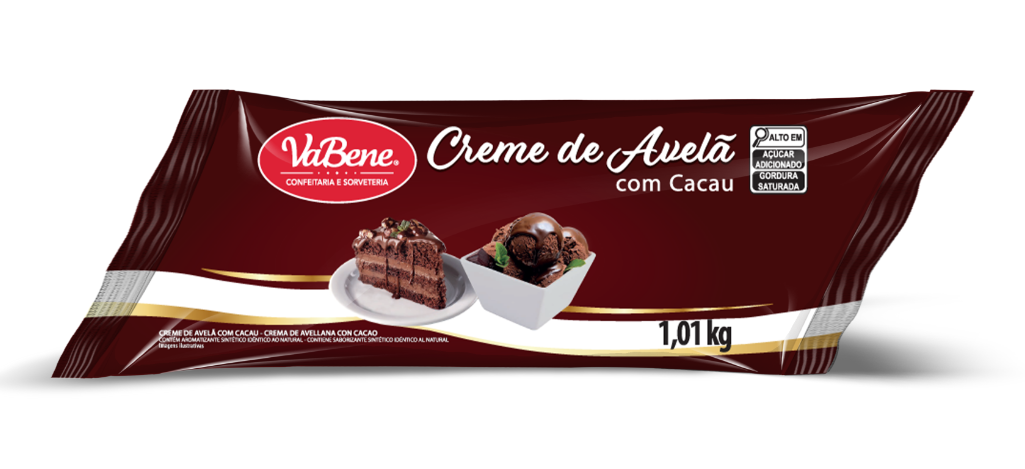 VaBene®
CONFEITARIA E SORVETERIA
Creme de Avelã
com Cacau
ALTO EM
AÇÚCAR
ADICIONADO
GORDURA
SATURADA
CREME DE AVELÃ COM CACAU - CREMA DE AVELLANA CON CACAO
CONTÉM AROMATIZANTE SINTÉTICO IDÊNTICO AO NATURAL - CONTIENE SABORIZANTE SINTÉTICO IDÉNTICO AL NATURAL
Imagens ilustrativas
1,01 kg